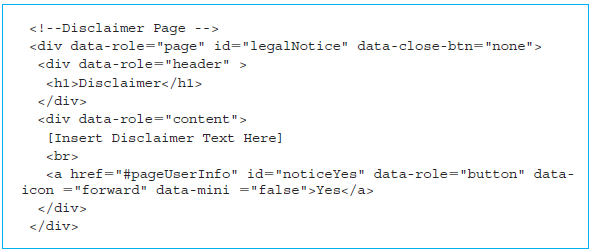 <!--Disclaimer Page -->
<div data-role="page" id="legalNotice" data-close-btn="none">
<div data-role="header" >
<h1>Disclaimer</h1>
</div>
<div data-role="content">
[Insert Disclaimer Text Here]
<br>
<a href="#pageUserInfo" id="noticeYes" data-role="button" data-
icon ="forward" data-mini ="false">Yes</a>
</div>
</div>